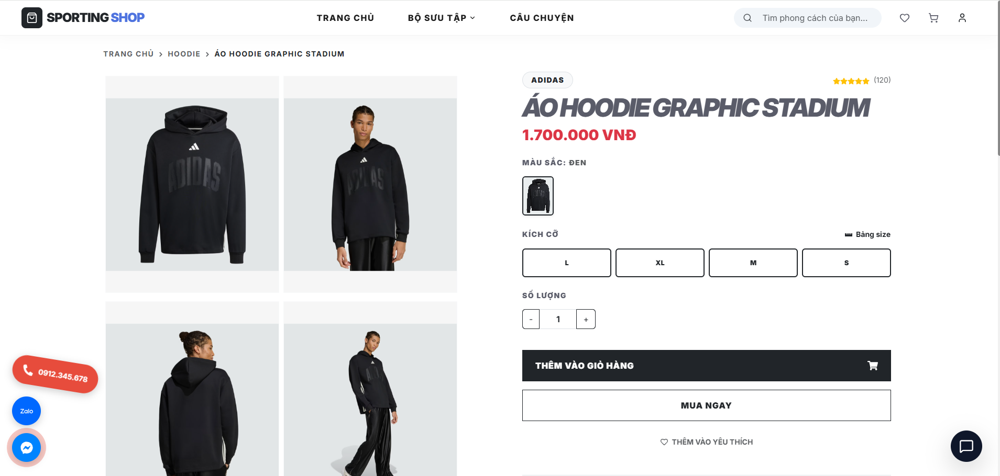 SPORTING SHOP
TRANG CHỦ
BỘ SƯU TẬP
CÂU CHUYỆN
Tìm phong cách của bạn...
TRANG CHỦ > HOODIE > ÁO HOODIE GRAPHIC STADIUM
ADIDAS
(120)
ÁO HOODIE GRAPHIC STADIUM
1.700.000 VNĐ
MÀU SẮC: ĐEN
KÍCH CỠ
Bảng size
L
XL
M
S
SỐ LƯỢNG
- 1 +
THÊM VÀO GIỎ HÀNG
MUA NGAY
THÊM VÀO YÊU THÍCH
ADIDAS
ADIDAS
0912.345.678
Zalo